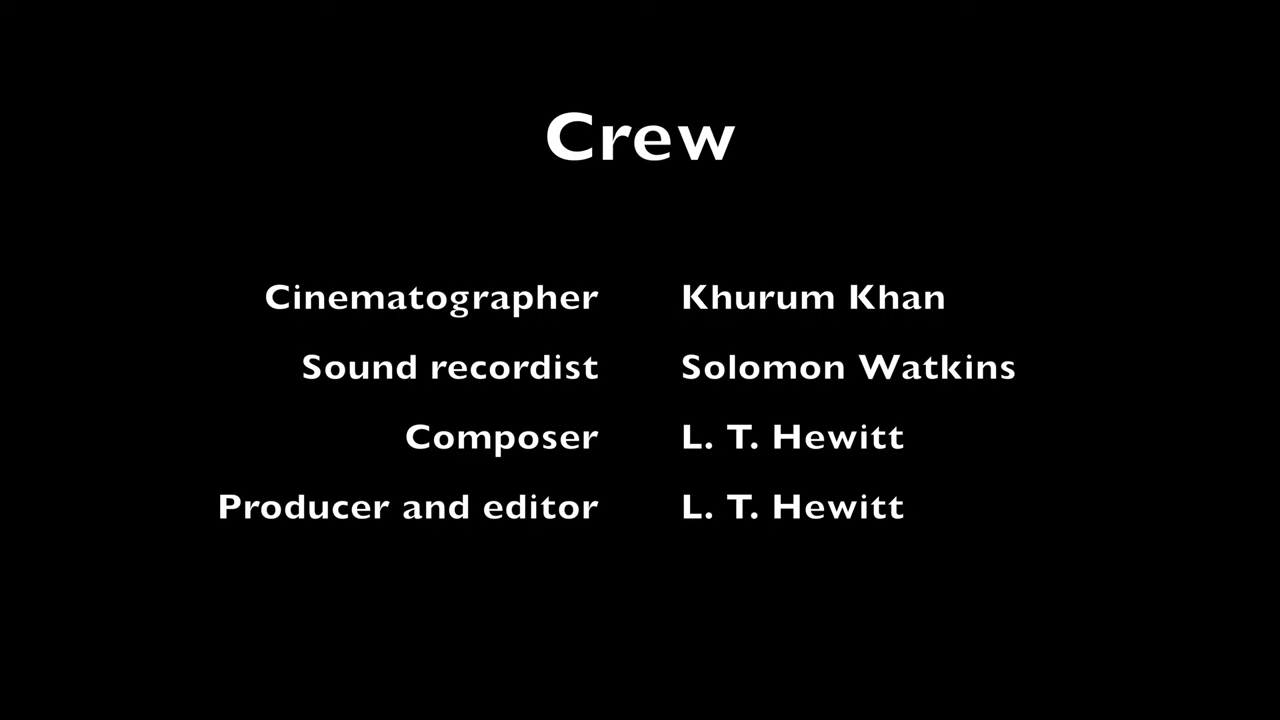 Crew
Cinematographer Khurum Khan
Sound recordist Solomon Watkins
Composer L. T. Hewitt
Producer and editor L. T. Hewitt